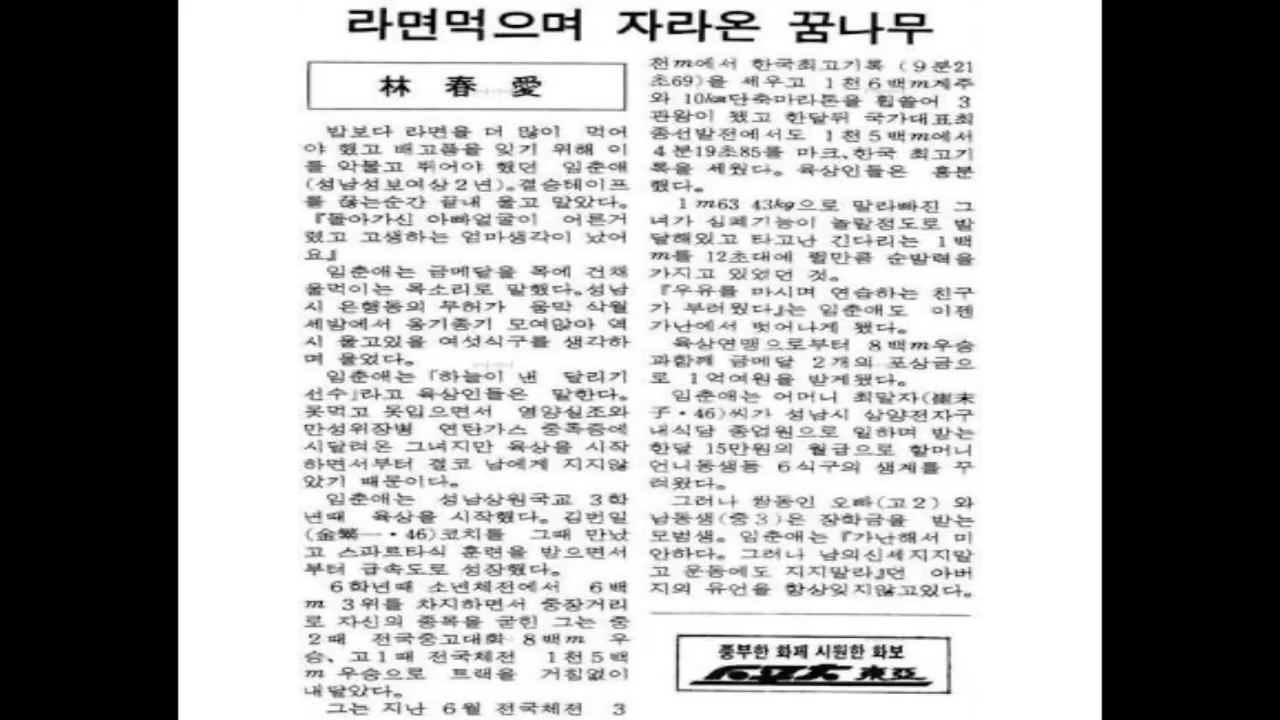 라면먹으며 자라온 꿈나무
林春愛
밥보다 라면을 더 많이 먹어
야 했고 배고픔을 잊기 위해 이
를 악물고 뛰어야 했던 임춘애
(성남성보여상2년)。결승테이프
를 끊는순간 끝내 울고 말았다。
『돌아가신 아빠얼굴이 어른거
렸고 고생하는 엄마생각이 났어
요』
임춘애는 금메달을 목에 건채
울먹이는 목소리로 말했다。성남
시 은행동의 무허가 움막 삭월
세방에서 옹기종기 모여앉아 역
시 울고있을 여섯식구를 생각하
며 울었다。
임춘애는 「하늘이 낸 달리기
선수」라고 육상인들은 말한다。
못먹고 못입으면서 영양실조와
만성위장병 연탄가스 중독증에
시달려온 그녀지만 육상을 시작
하면서부터 결코 남에게 지지않
았기 때문이다。
임춘애는 성남상원국교 3학
년때 육상을 시작했다。김번일
(金繁一·46)코치를 그때 만났
고 스파르타식 훈련을 받으면서
부터 급속도로 성장했다。
6학년때 소년체전에서 6백
m 3위를 차지하면서 중장거리
로 자신의 종목을 굳힌 그는 중
2때 전국중고대회 8백m 우
승、고1때 전국체전 1천5백
m우승으로 트랙을 거침없이
내달았다。
그는 지난 6월 전국체전 3
천m에서 한국최고기록 (9분21
초69)을 세우고 1천6백m계주
와 10㎞단축마라톤을 휩쓸어 3
관왕이 됐고 한달뒤 국가대표최
종선발전에서도 1천5백m에서
4분19초85를 마크、한국 최고기
록을 세웠다。육상인들은 흥분
했다。
1m63 43㎏으로 말라빠진 그
녀가 심폐기능이 놀랄정도로 발
달해있고 타고난 긴다리는 1백
m를 12초대에 뛸만큼 순발력을
가지고 있었던 것。
『우유를 마시며 연습하는 친구
가 부러웠다』는 임춘애도 이젠
가난에서 벗어나게 됐다。
육상연맹으로부터 8백m우승
과함께 금메달 2개의 포상금으
로 1억여원을 받게됐다。
임춘애는 어머니 최말자(崔末
子·46)씨가 성남시 삼양전자구
내식당 종업원으로 일하며 받는
한달 15만원의 월급으로 할머니
언니동생등 6식구의 생계를 꾸
려왔다。
그러나 쌍동인 오빠(고2) 와
남동생(중3)은 장학금을 받는
모범생。임춘애는 『가난해서 미
안하다。그러나 남의신세지지말
고 운동에도 지지말라』던 아버
지의 유언을 항상잊지않고있다。
풍부한 화제 시원한 화보
東亞